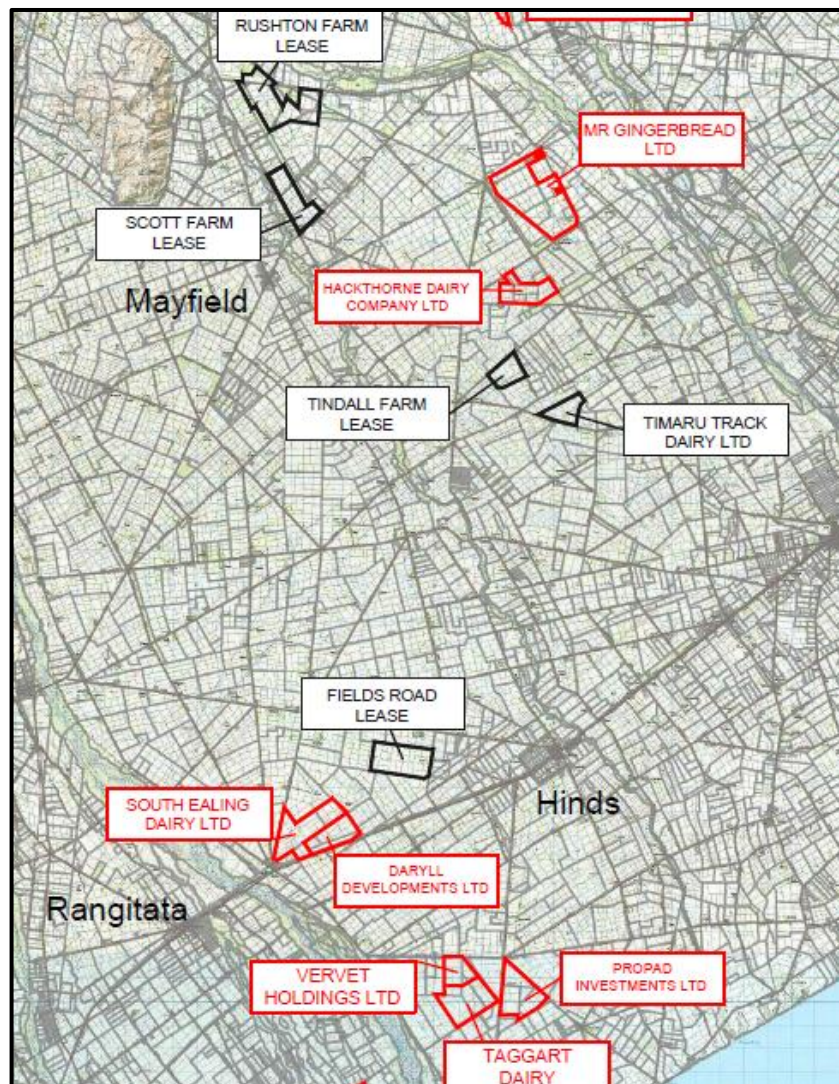 RUSHTON FARM
LEASE
MR GINGERBREAD
LTD
SCOTT FARM
LEASE
Mayfield
HACKTHORNE DAIRY
COMPANY LTD
TINDALL FARM
LEASE
TIMARU TRACK
DAIRY LTD
FIELDS ROAD
LEASE
SOUTH EALING
DAIRY LTD
Hinds
DARYLL
DEVELOPMENTS LTD
Rangitata
VERVET
HOLDINGS LTD
PROPAD
INVESTMENTS LTD
TAGGART
DAIRY